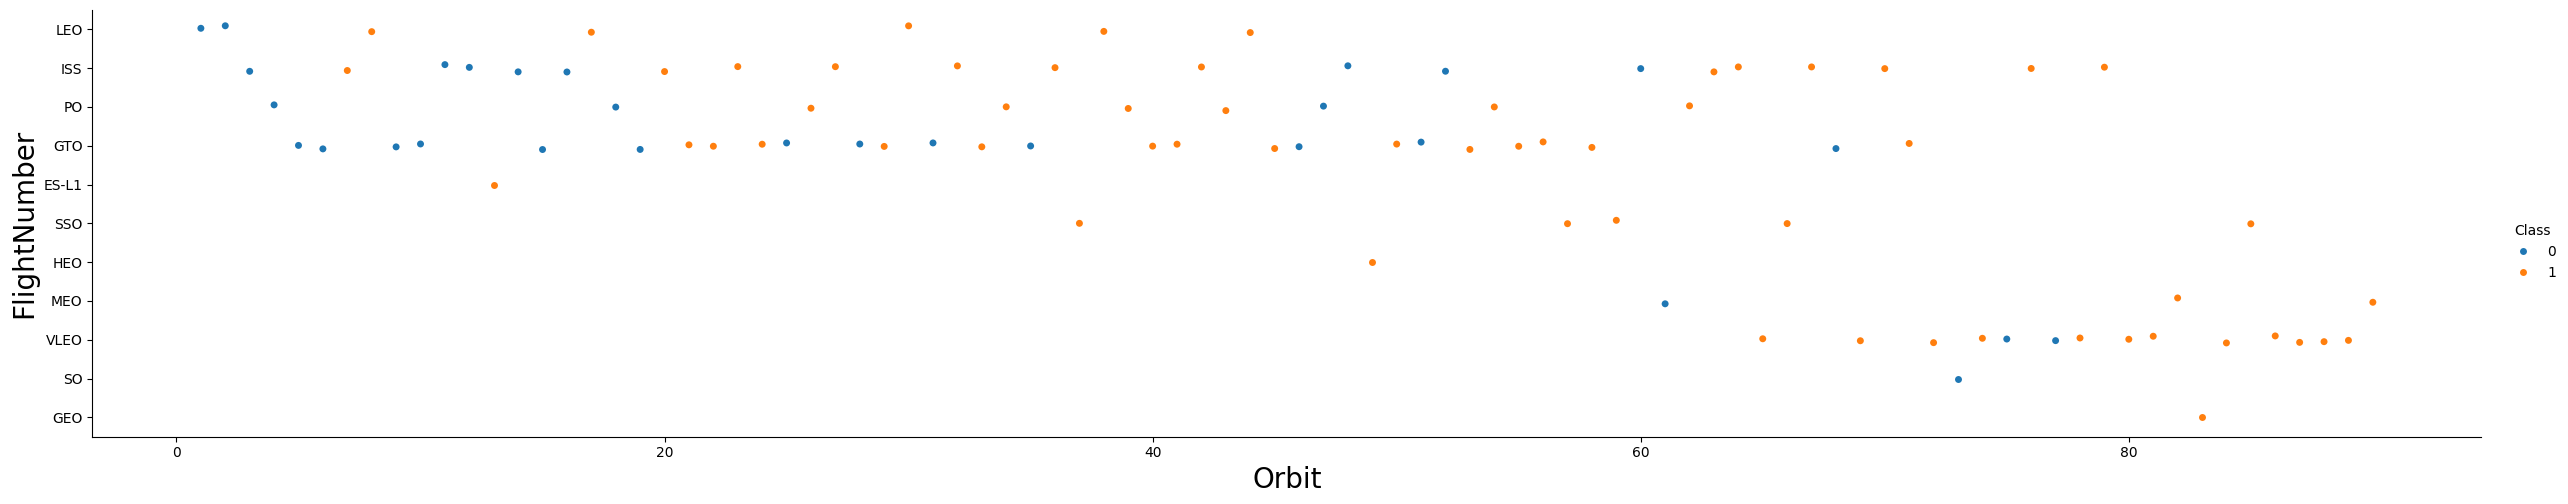 LEO
ISS
PO
GTO
ES-L1
SSO
HEO
MEO
VLEO
SO
GEO
FlightNumber
0 20 40 60 80
Orbit
Class
0
1